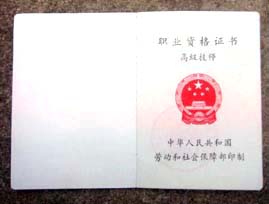 职业资格证书
高级技师
中华人民共和国
劳动和社会保障部印制